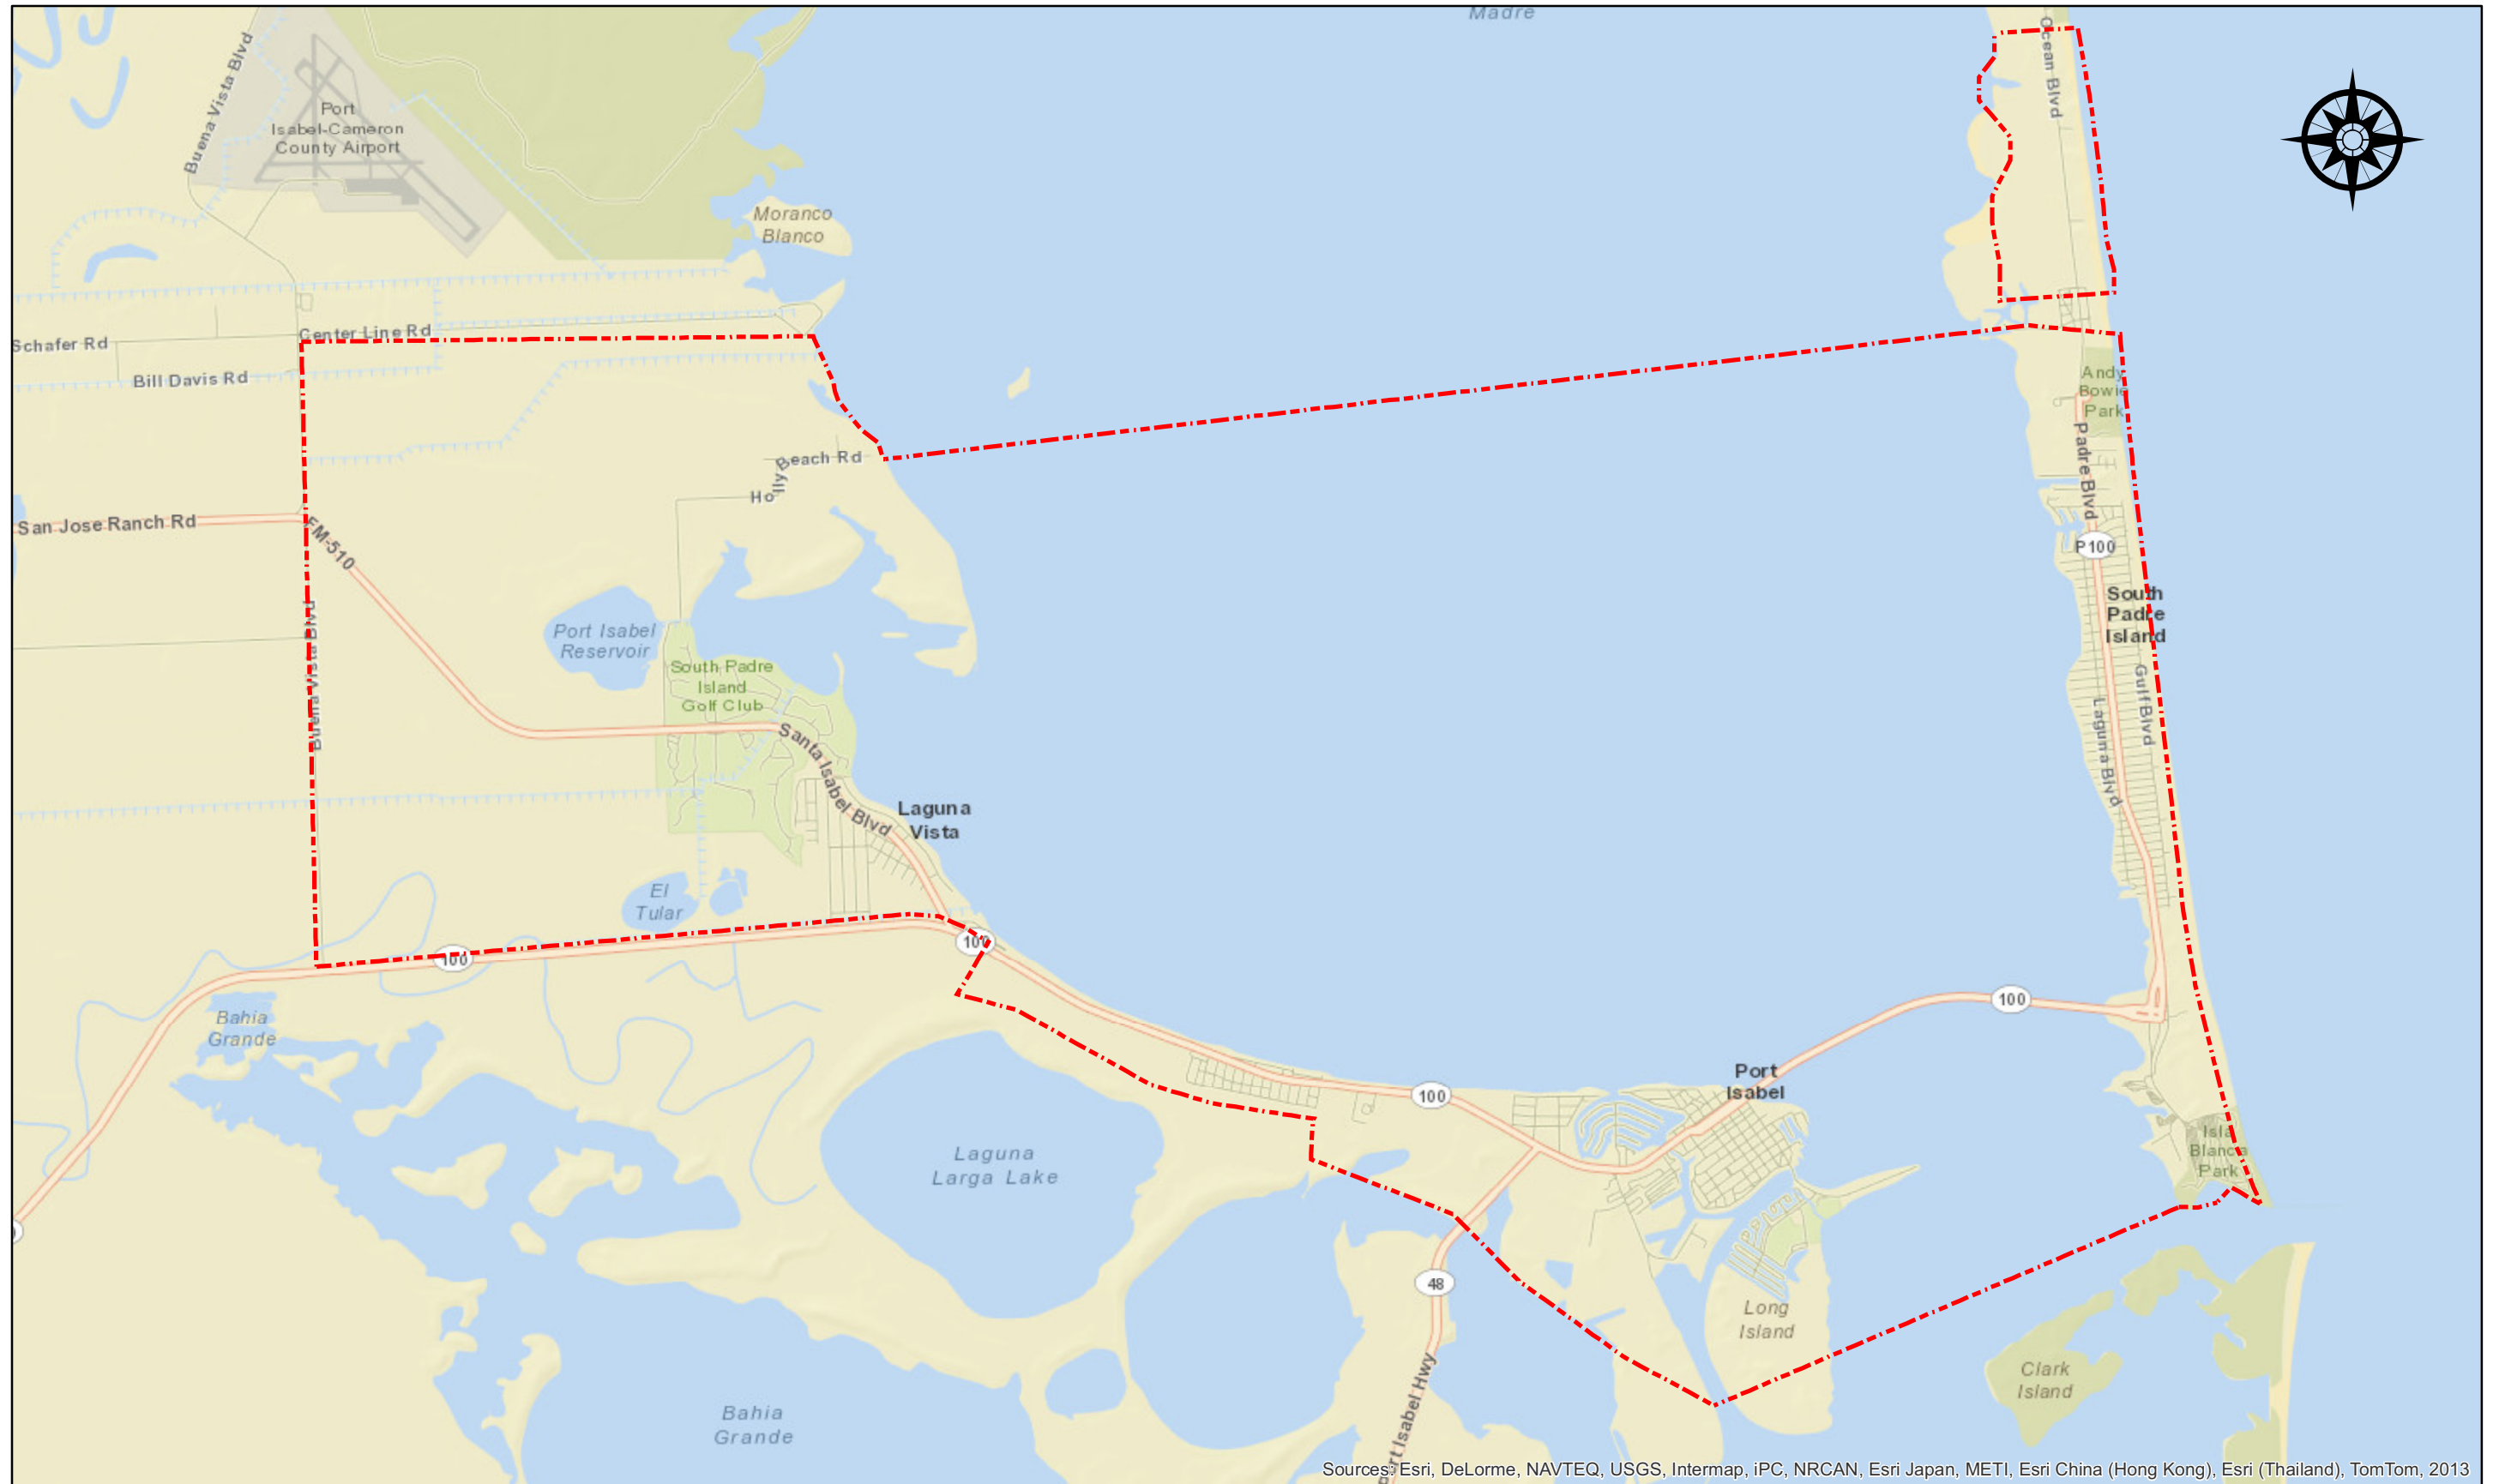 Madre
Ocean Blvd
Buena Vista Blvd
Port
Isabel-Cameron
County Airport
Moranco
Blanco
Center Line Rd
Schafer Rd
Bill Davis Rd
Andy
Bowie
Park
Holly Beach Rd
Padre Blvd
San Jose Ranch Rd
FM-510
P100
South
Padre
Island
Port Isabel
Reservoir
South Padre
Island
Golf Club
Buena Vista Blvd
Gulf Blvd
Laguna Blvd
Santa Isabel Blvd
Laguna
Vista
El
Tular
100
100
100
Bahia
Grande
Port
Isabel
100
Isla
Blanca
Park
Laguna
Larga Lake
48
Long
Island
Clark
Island
Port Isabel Hwy
Bahia
Grande
Sources: Esri, DeLorme, NAVTEQ, USGS, Intermap, iPC, NRCAN, Esri Japan, METI, Esri China (Hong Kong), Esri (Thailand), TomTom, 2013